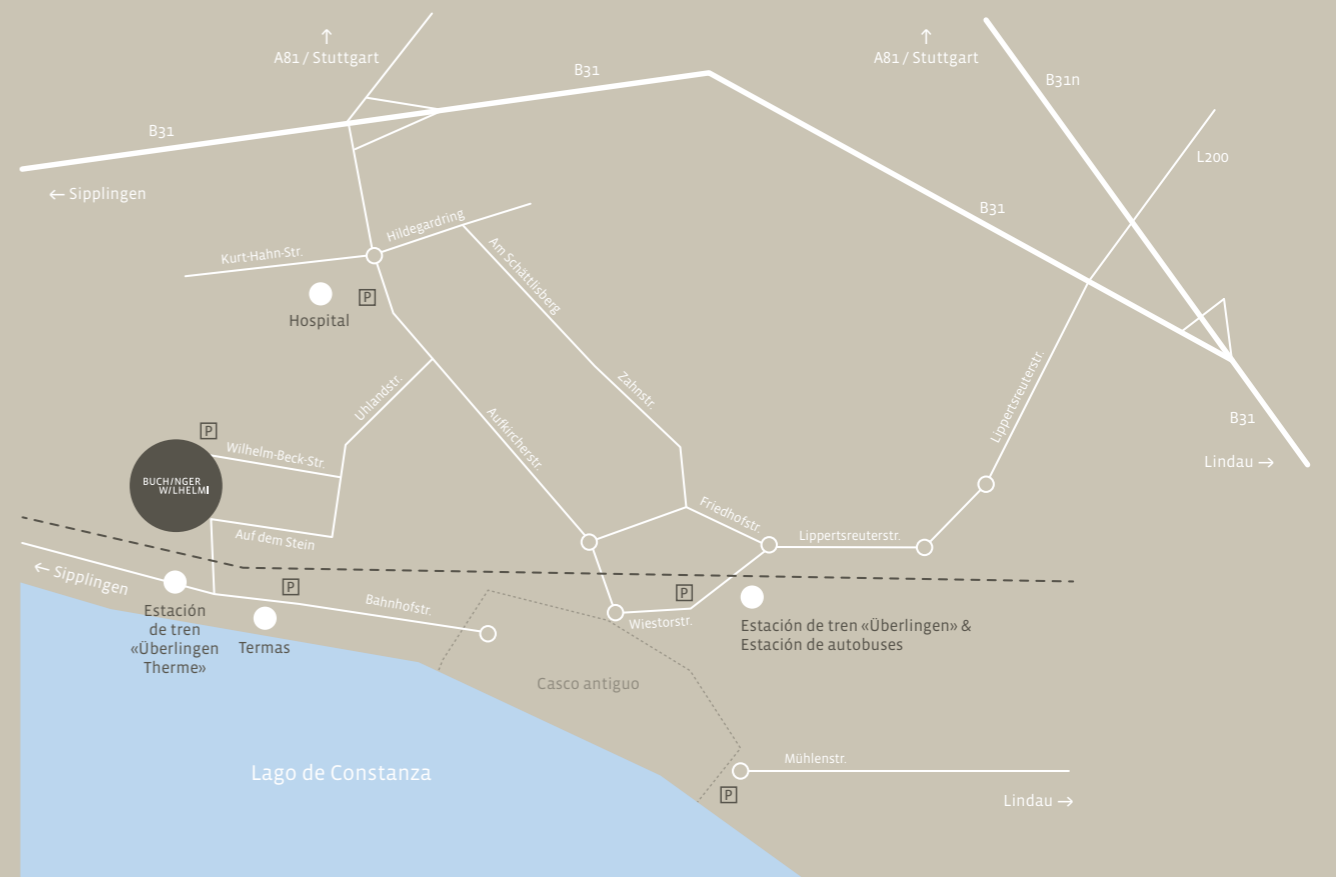 ↑
A81 / Stuttgart
↑
A81 / Stuttgart
B31
B31n
B31
L200
← Sipplingen
B31
Hildegardring
Kurt-Hahn-Str.
Am Schättlisberg
P
Hospital
Zahnstr.
Uhlandstr.
Lippertsreuterstr.
Aufkircherstr.
B31
P
Wilhelm-Beck-Str.
Lindau →
BUCHINGER
WILHELMI
Friedhofstr.
Auf dem Stein
Lippertsreuterstr.
← Sipplingen
P
P
Bahnhofstr.
Estación
de tren
«Überlingen
Therme»
Termas
Wiestorstr.
Estación de tren «Überlingen» &
Estación de autobuses
Casco antiguo
Mühlenstr.
Lago de Constanza
P
Lindau →